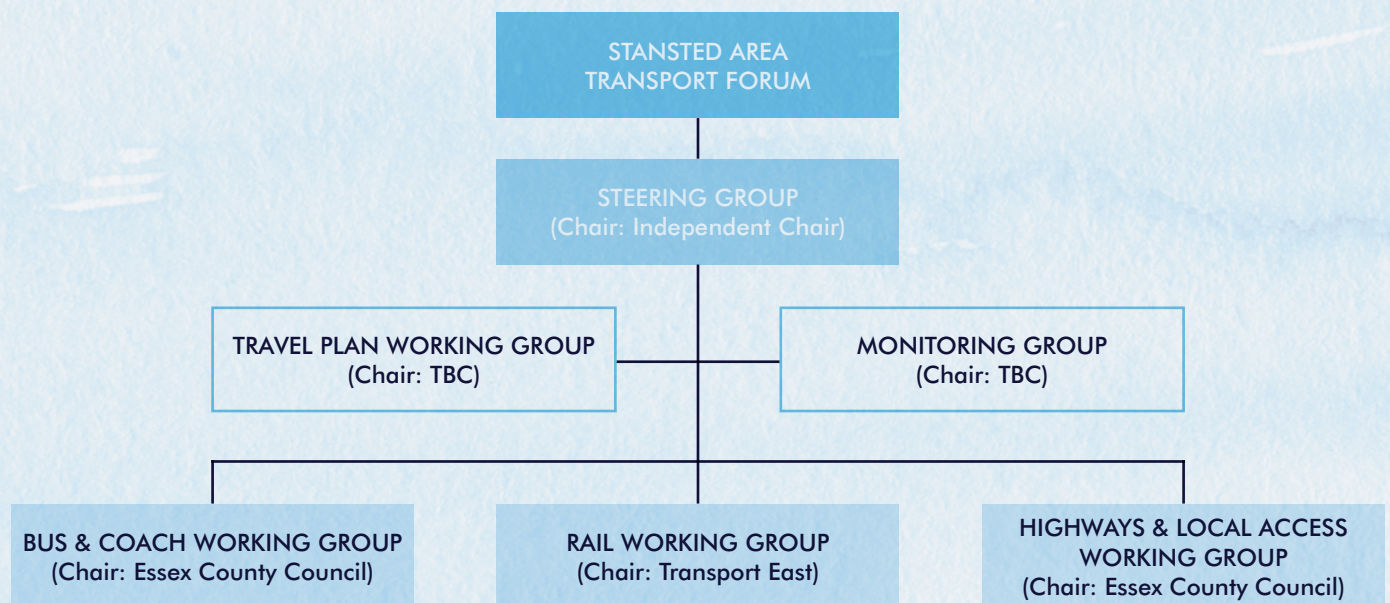 STANSTED AREA
TRANSPORT FORUM
STEERING GROUP
(Chair: Independent Chair)
TRAVEL PLAN WORKING GROUP
(Chair: TBC)
MONITORING GROUP
(Chair: TBC)
BUS & COACH WORKING GROUP
(Chair: Essex County Council)
RAIL WORKING GROUP
(Chair: Transport East)
HIGHWAYS & LOCAL ACCESS
WORKING GROUP
(Chair: Essex County Council)